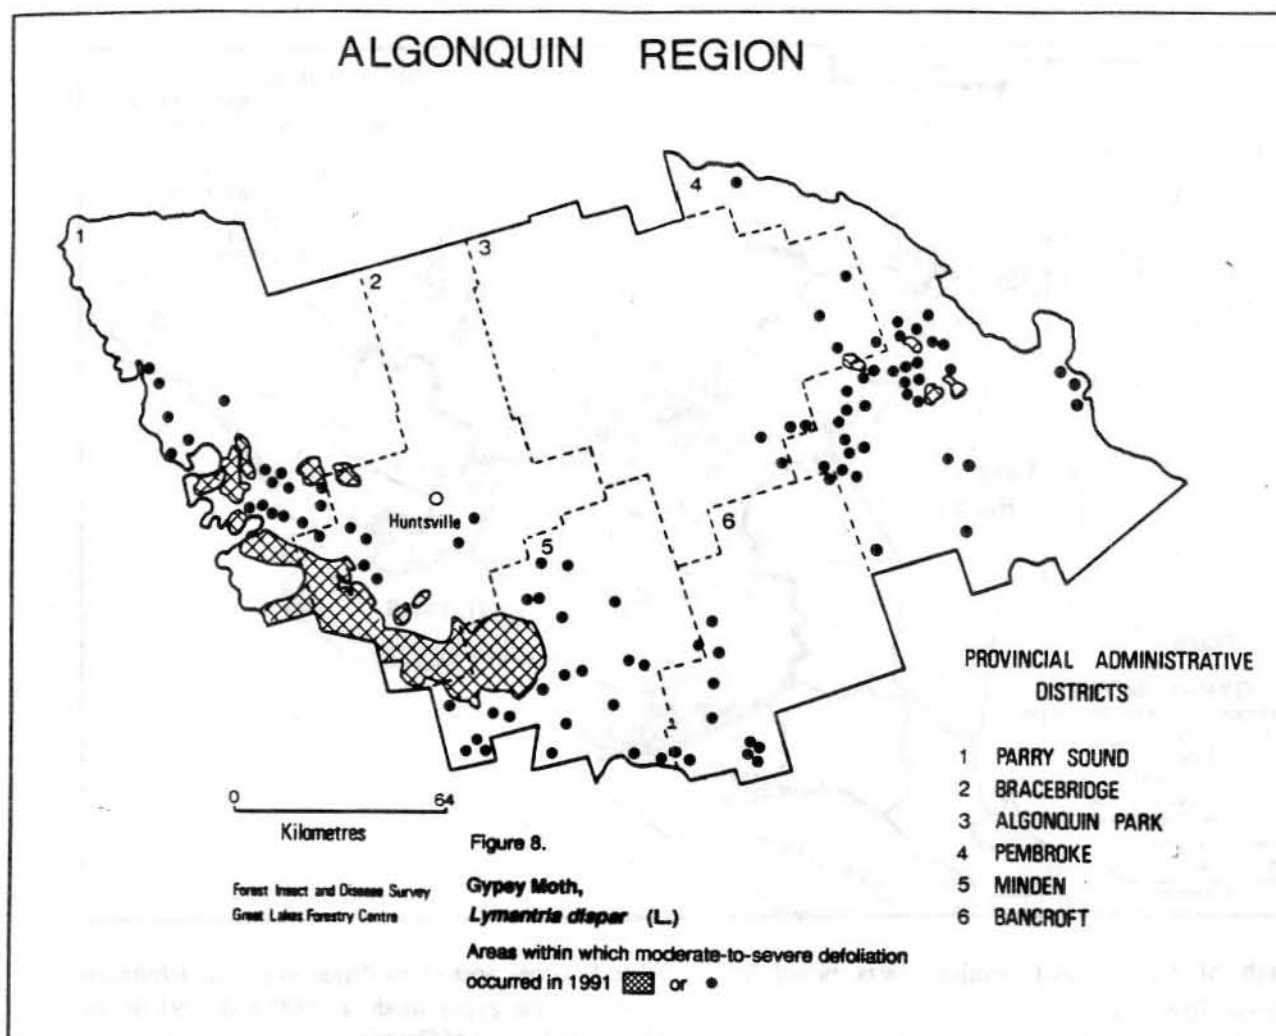 ALGONQUIN REGION
1
2
3
4
5
6
Huntsville
0 64
Kilometres
PROVINCIAL ADMINISTRATIVE
DISTRICTS
1 PARRY SOUND
2 BRACEBRIDGE
3 ALGONQUIN PARK
4 PEMBROKE
5 MINDEN
6 BANCROFT
Forest Insect and Disease Survey
Great Lakes Forestry Centre
Figure 8.
Gypsy Moth,
Lymantria dispar (L.)
Areas within which moderate-to-severe defoliation
occurred in 1991 or